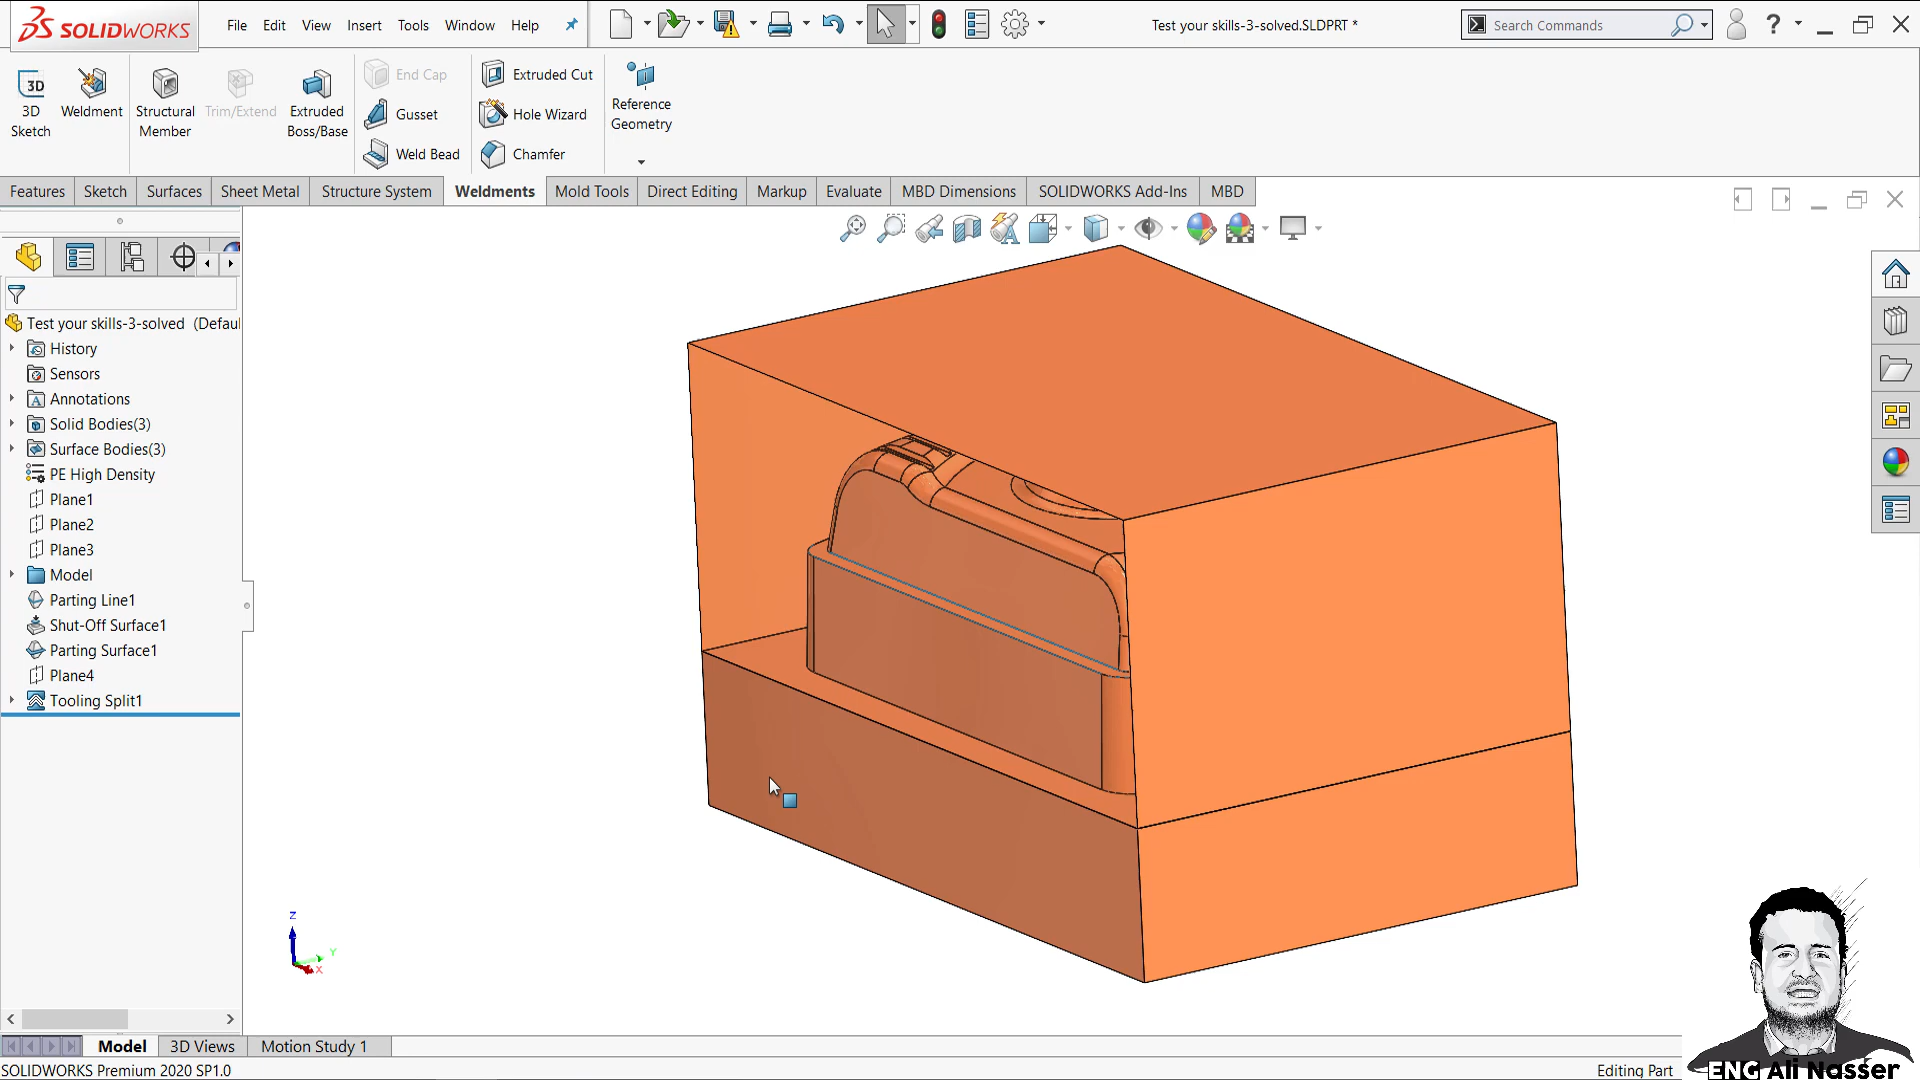 SOLIDWORKS
File Edit View Insert Tools Window Help
Test your skills-3-solved.SLDPRT *
Search Commands
?
3D Sketch
Weldment
Structural Member
Trim/Extend
Extruded Boss/Base
End Cap
Gusset
Weld Bead
Extruded Cut
Hole Wizard
Chamfer
Reference Geometry
Features Sketch Surfaces Sheet Metal Structure System Weldments Mold Tools Direct Editing Markup Evaluate MBD Dimensions SOLIDWORKS Add-Ins MBD
Test your skills-3-solved (Defau
History
Sensors
Annotations
Solid Bodies(3)
Surface Bodies(3)
PE High Density
Plane1
Plane2
Plane3
Model
Parting Line1
Shut-Off Surface1
Parting Surface1
Plane4
Tooling Split1
Z
Y
X
Model 3D Views Motion Study 1
SOLIDWORKS Premium 2020 SP1.0
Editing Part
ENG Ali Nasser